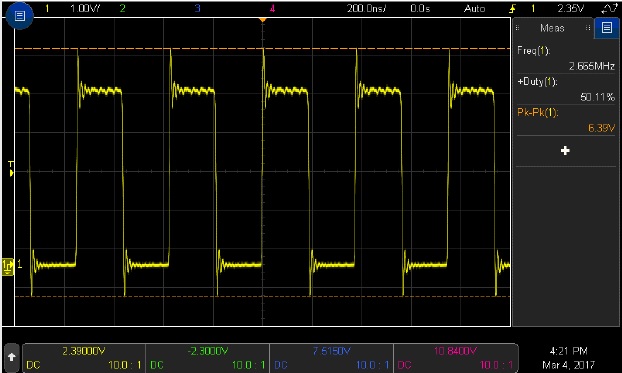 1 1.00V/ 2 3 4 200.0ns/ 0.0s Auto 1 2.35V
Meas
Freq(1):
2.665MHz
+Duty(1):
50.11%
Pk-Pk(1):
6.39V
T
1
2.39000V -2.3000V 7.5150V 10.8400V
DC 10.0 : 1 DC 10.0 : 1 DC 10.0 : 1 DC 10.0 : 1
4:21 PM
Mar 4, 2017